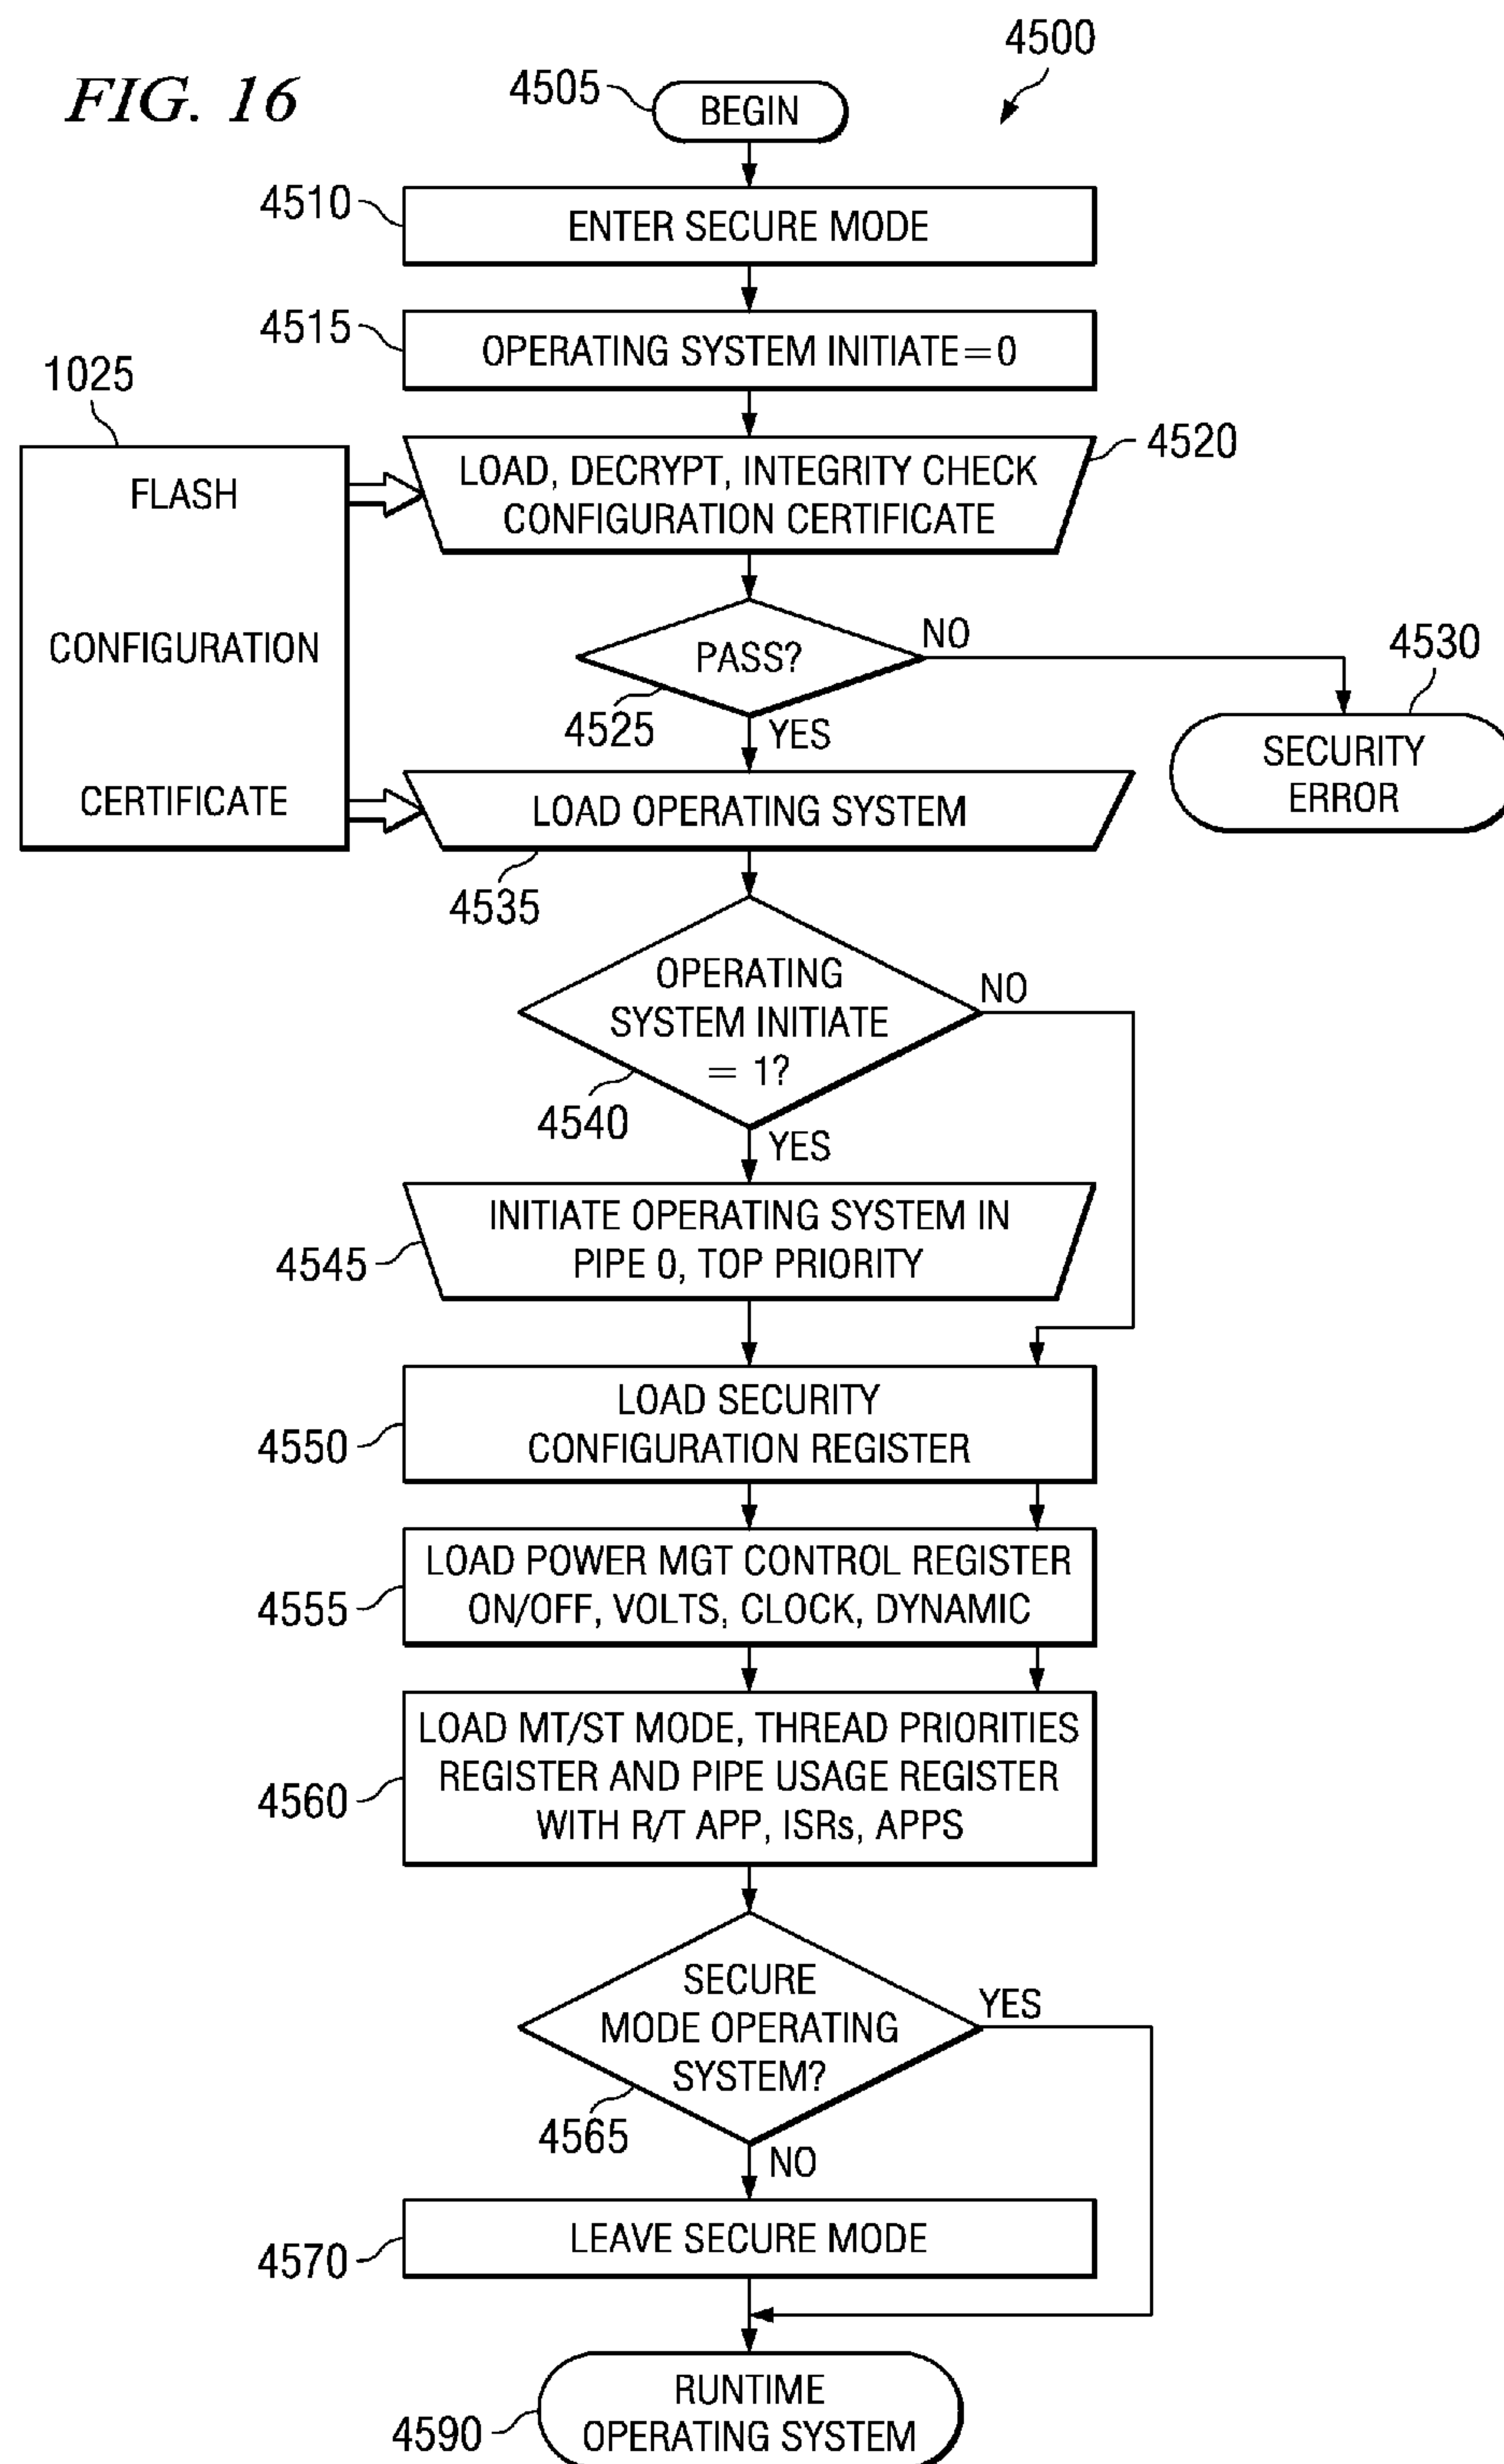 FIG. 16
4500
4505
BEGIN
4510
ENTER SECURE MODE
4515
OPERATING SYSTEM INITIATE=0
1025
FLASH
CONFIGURATION
CERTIFICATE
4520
LOAD, DECRYPT, INTEGRITY CHECK
CONFIGURATION CERTIFICATE
PASS?
NO
4525
YES
4530
SECURITY
ERROR
LOAD OPERATING SYSTEM
4535
OPERATING
SYSTEM INITIATE
= 1?
NO
4540
YES
INITIATE OPERATING SYSTEM IN
PIPE 0, TOP PRIORITY
4545
LOAD SECURITY
CONFIGURATION REGISTER
4550
LOAD POWER MGT CONTROL REGISTER
ON/OFF, VOLTS, CLOCK, DYNAMIC
4555
LOAD MT/ST MODE, THREAD PRIORITIES
REGISTER AND PIPE USAGE REGISTER
WITH R/T APP, ISRs, APPS
4560
SECURE
MODE OPERATING
SYSTEM?
YES
4565
NO
LEAVE SECURE MODE
4570
RUNTIME
OPERATING SYSTEM
4590